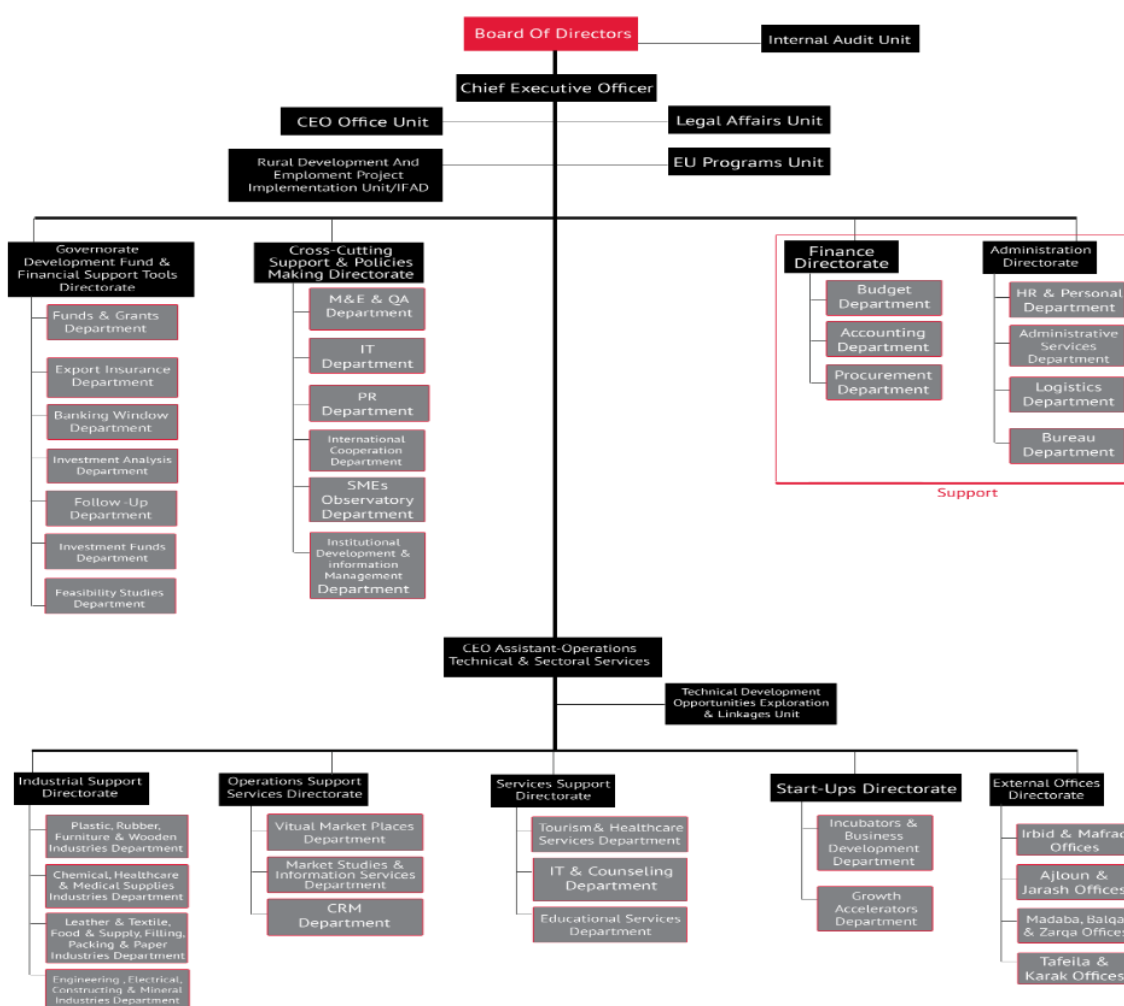 Board Of Directors
Internal Audit Unit
Chief Executive Officer
CEO Office Unit
Legal Affairs Unit
Rural Development And
Emploment Project
Implementation Unit/IFAD
EU Programs Unit
Governorate
Development Fund &
Financial Support Tools
Directorate
Funds & Grants
Department
Export Insurance
Department
Banking Window
Department
Investment Analysis
Department
Follow-Up
Department
Investment Funds
Department
Feasibility Studies
Department
Cross-Cutting
Support & Policies
Making Directorate
M&E & QA
Department
IT
Department
PR
Department
International
Cooperation
Department
SMEs
Observatory
Department
Institutional
Development &
information
Management
Department
Finance
Directorate
Budget
Department
Accounting
Department
Procurement
Department
Administration
Directorate
HR & Personal
Department
Administrative
Services
Department
Logistics
Department
Bureau
Department
Support
CEO Assistant-Operations
Technical & Sectoral Services
Technical Development
Opportunities Exploration
& Linkages Unit
Industrial Support
Directorate
Plastic, Rubber,
Furniture & Wooden
Industries Department
Chemical, Healthcare
& Medical Supplies
Industries Department
Leather & Textile,
Food & Supply, Filling,
Packing & Paper
Industries Department
Engineering , Electrical,
Constructing & Mineral
Industries Department
Operations Support
Services Directorate
Vitual Market Places
Department
Market Studies &
Information Services
Department
CRM
Department
Services Support
Directorate
Tourism& Healthcare
Services Department
IT & Counseling
Department
Educational Services
Department
Start-Ups Directorate
Incubators &
Business
Development
Department
Growth
Accelerators
Department
External Offices
Directorate
Irbid & Mafraq
Offices
Ajloun &
Jarash Offices
Madaba, Balqa
& Zarqa Offices
Tafeila &
Karak Offices